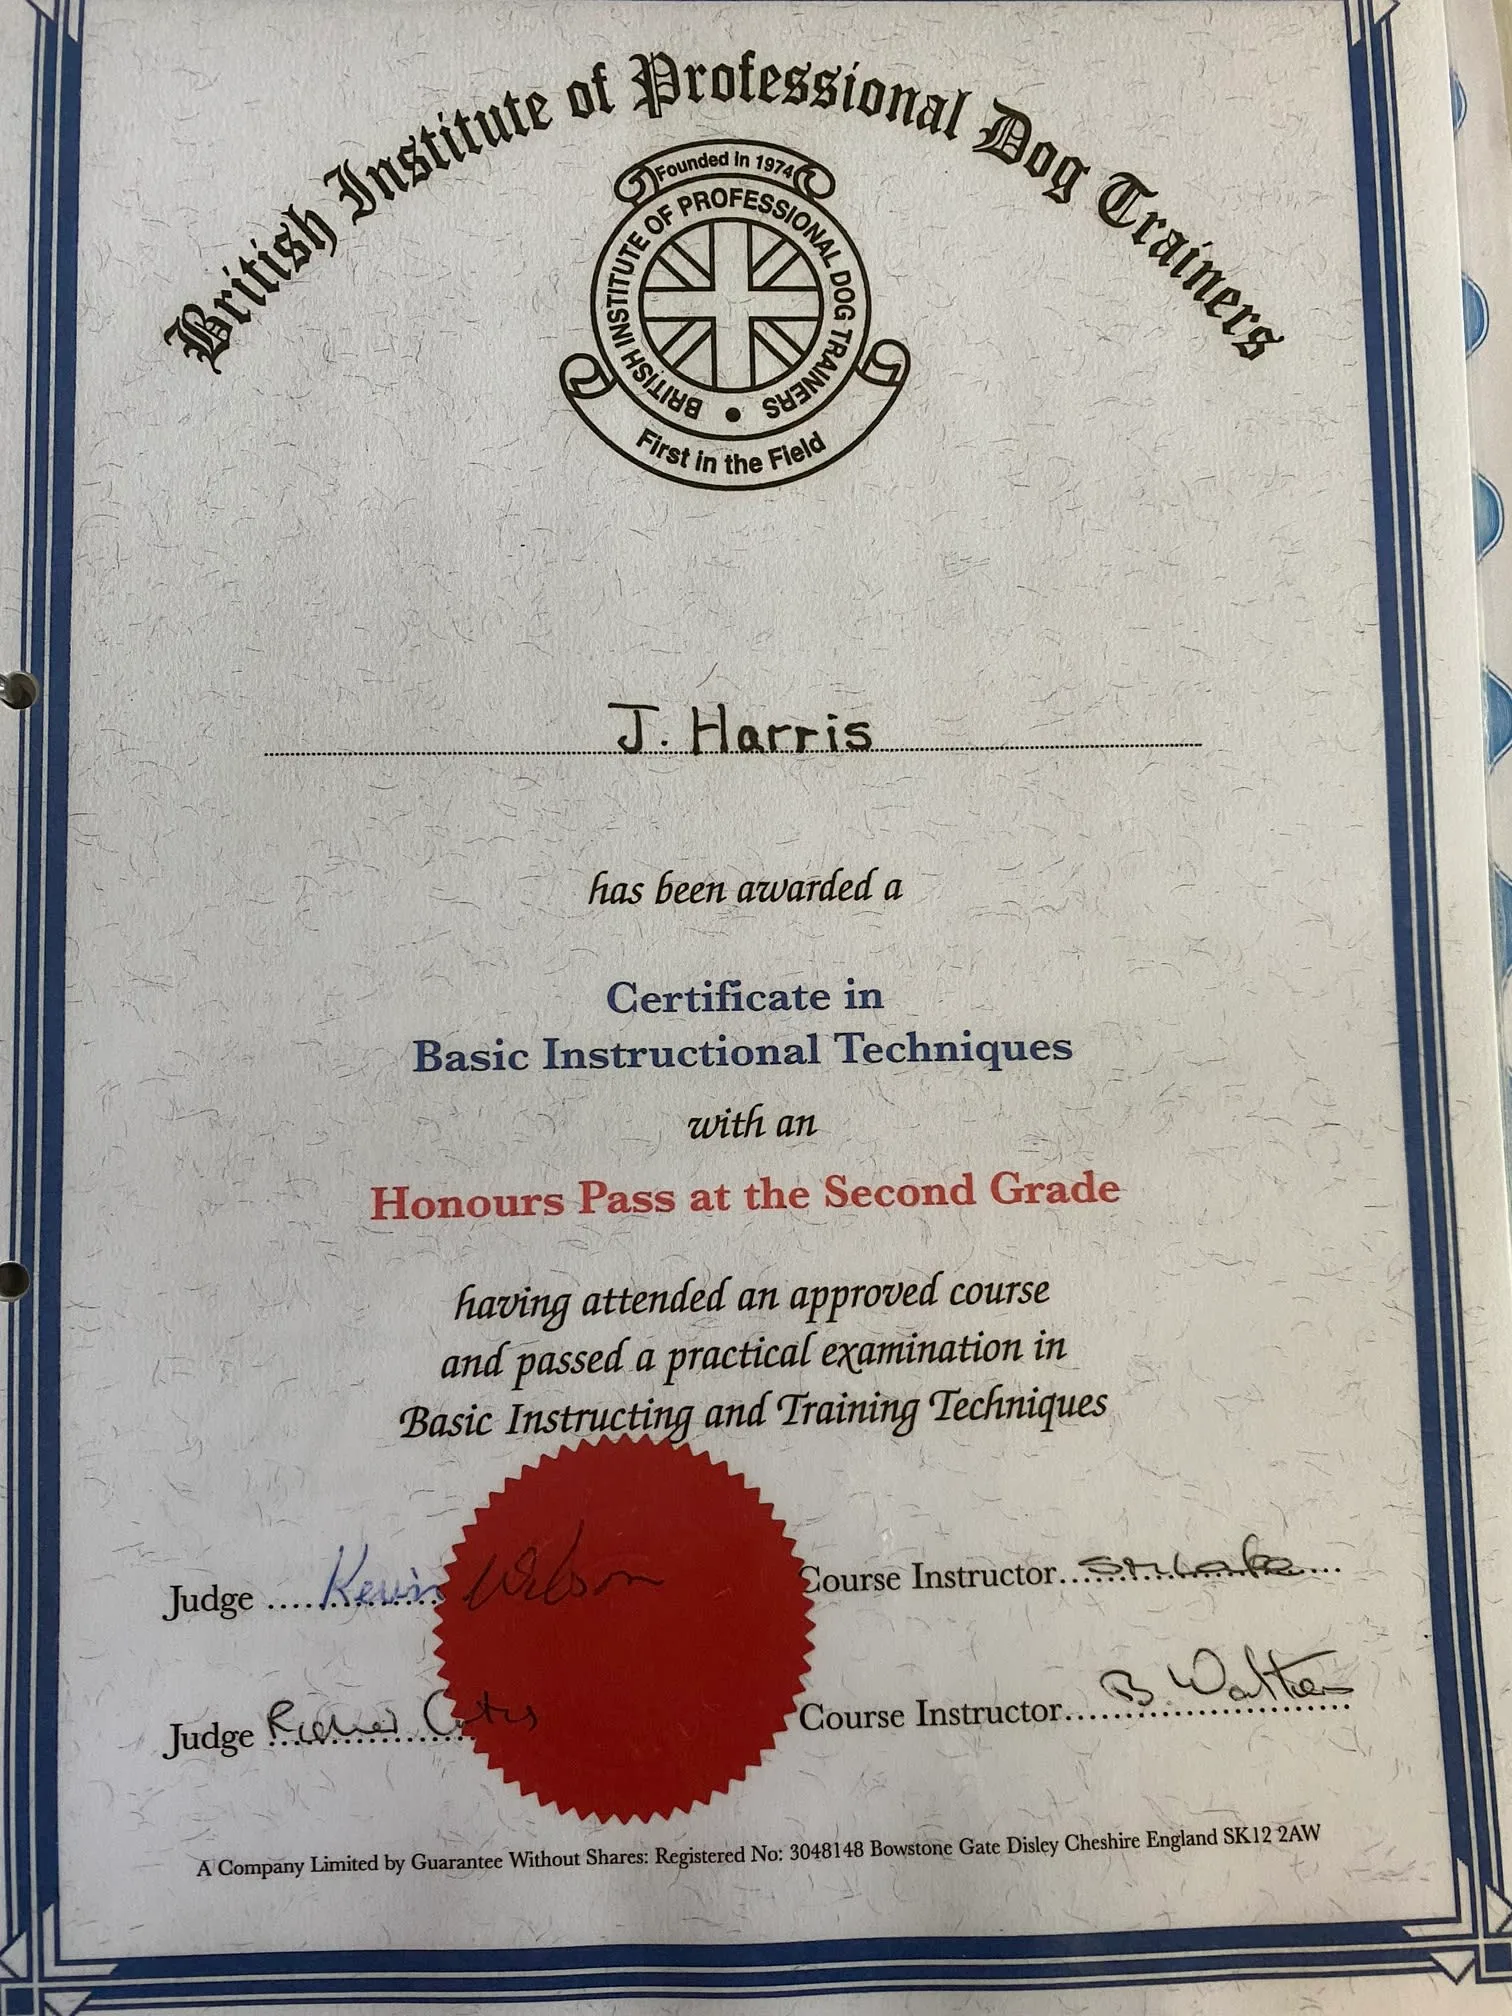 British Institute of Professional Dog Trainers
Founded in 1974
BRITISH INSTITUTE OF PROFESSIONAL DOG TRAINERS
First in the Field
J. Harris
has been awarded a
Certificate in
Basic Instructional Techniques
with an
Honours Pass at the Second Grade
having attended an approved course
and passed a practical examination in
Basic Instructing and Training Techniques
Judge Kevin Wilson
Course Instructor
Judge Richard
Course Instructor B. Walters
A Company Limited by Guarantee Without Shares: Registered No: 3048148 Bowstone Gate Disley Cheshire England SK12 2AW